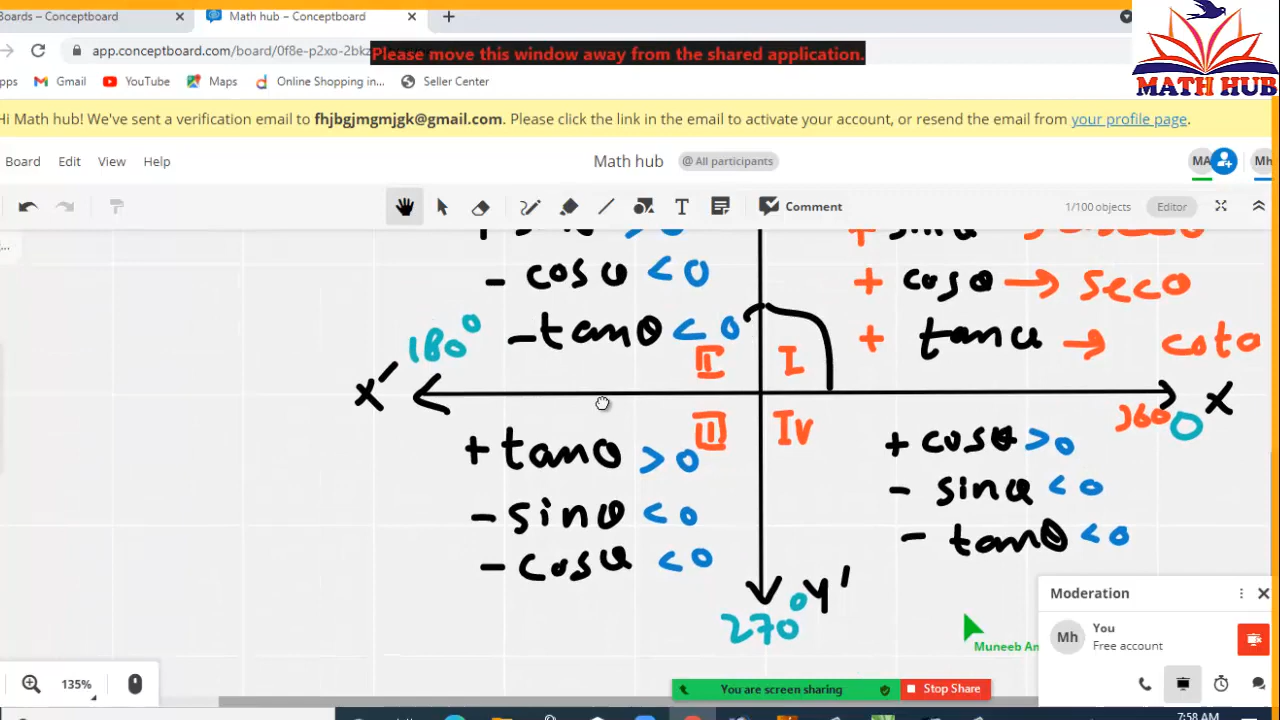 Boards – Conceptboard
Math hub – Conceptboard
app.conceptboard.com/board/0f8e-p2xo-2bkz
Please move this window away from the shared application.
MATH HUB
pps
Gmail
YouTube
Maps
Online Shopping in...
Seller Center
Hi Math hub! We've sent a verification email to fhjbgjmgmjgk@gmail.com. Please click the link in the email to activate your account, or resend the email from your profile page.
Board Edit View Help
Math hub
@ All participants
MA
Mh
Comment
1/100 objects
Editor
- cosθ < 0
+ cosθ → secθ
- tanθ < 0
+ tanθ → cotθ
180°
II
I
X'
X
360°
III
IV
+ tanθ > 0
+ cosθ > 0
- sinθ < 0
- sinθ < 0
- cosθ < 0
- tanθ < 0
Y'
270°
Muneeb Am
Moderation
Mh
You
Free account
135%
You are screen sharing
Stop Share
7:58 AM